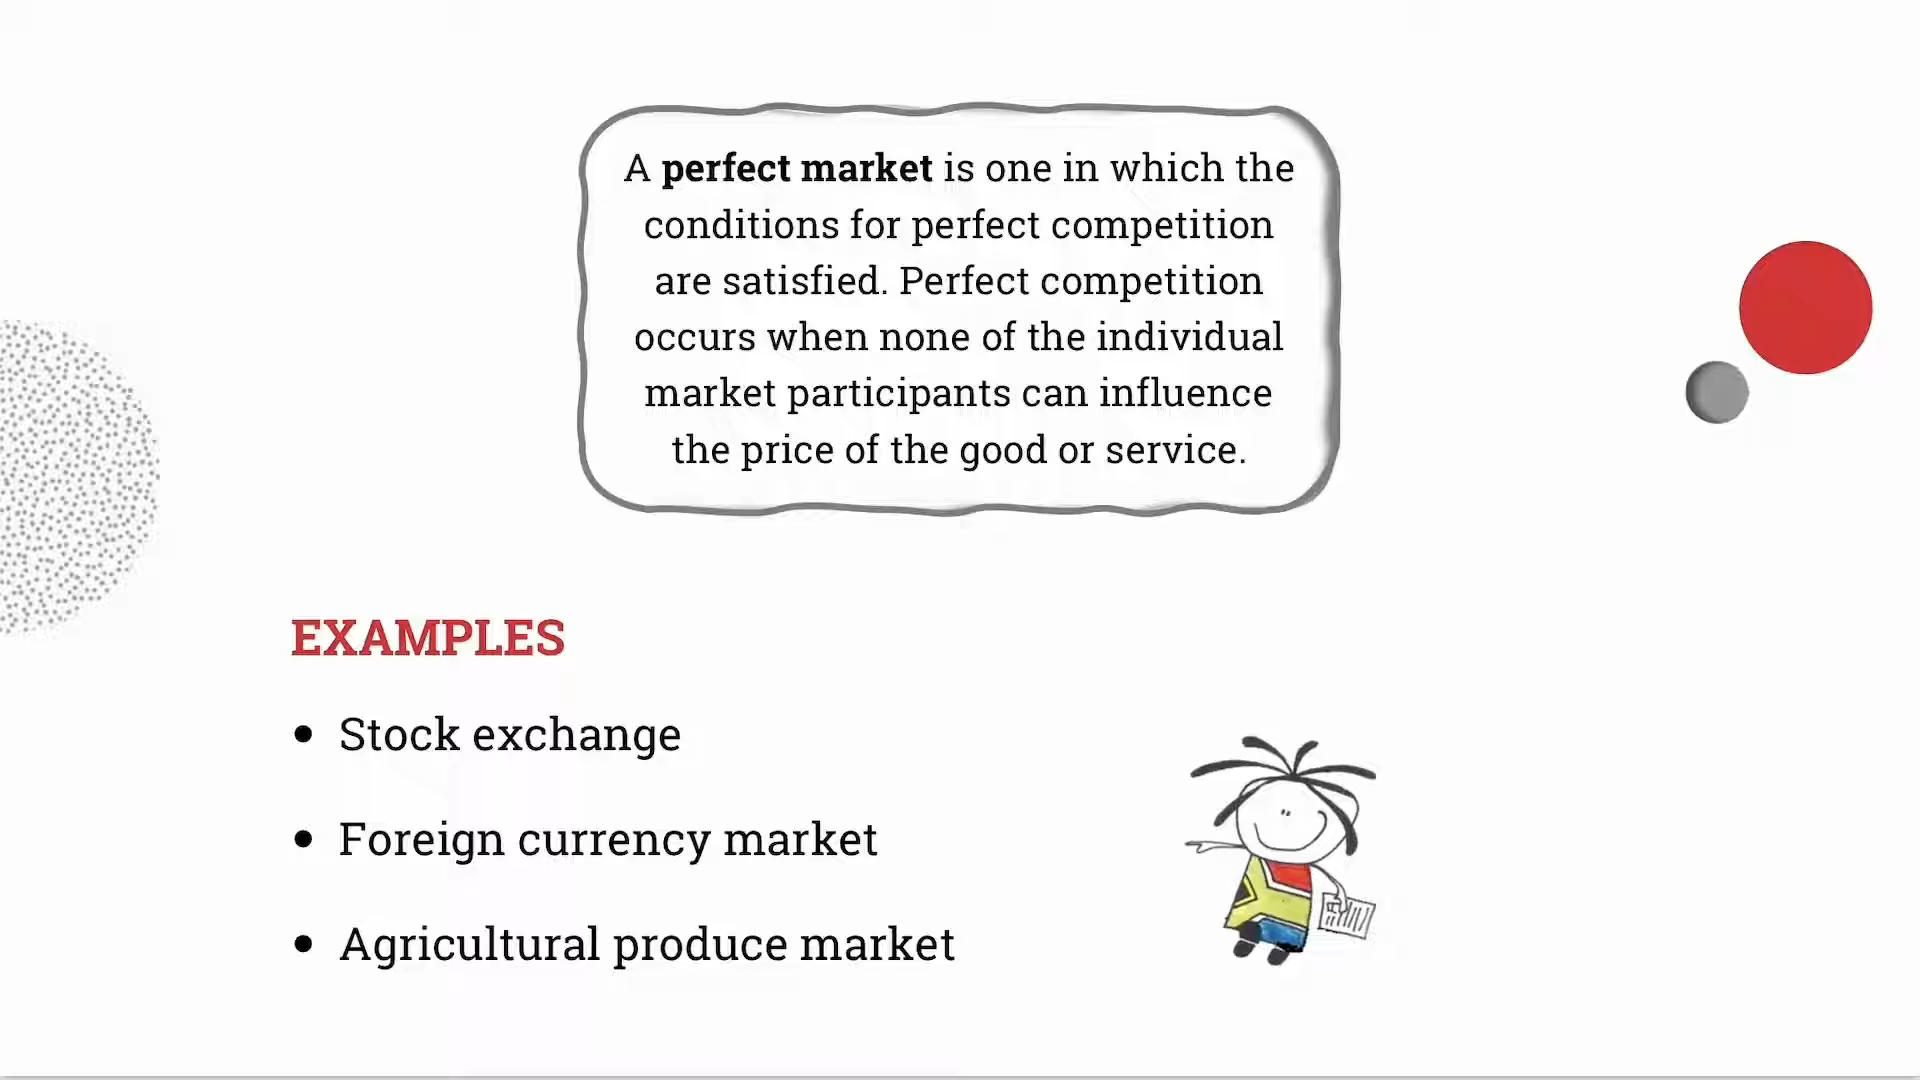 A perfect market is one in which the
conditions for perfect competition
are satisfied. Perfect competition
occurs when none of the individual
market participants can influence
the price of the good or service.
EXAMPLES
• Stock exchange
• Foreign currency market
• Agricultural produce market